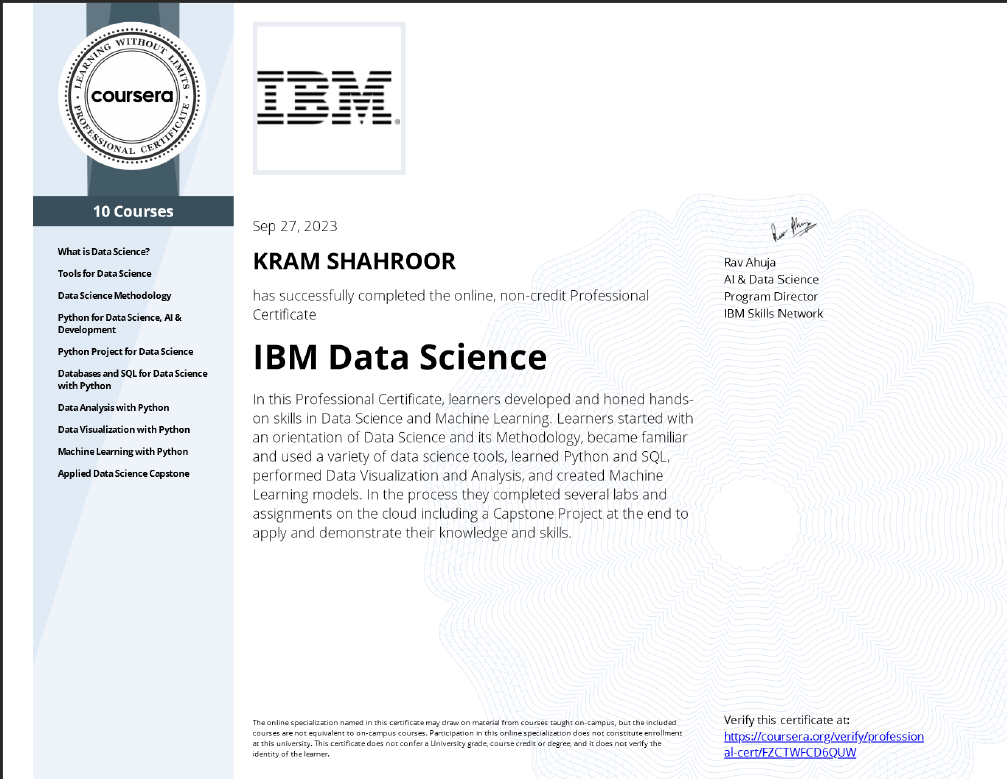 LEARNING WITHOUT LIMITS
coursera
PROFESSIONAL CERTIFICATE
IBM
10 Courses
What is Data Science?
Tools for Data Science
Data Science Methodology
Python for Data Science, AI &
Development
Python Project for Data Science
Databases and SQL for Data Science
with Python
Data Analysis with Python
Data Visualization with Python
Machine Learning with Python
Applied Data Science Capstone
Sep 27, 2023
KRAM SHAHROOR
has successfully completed the online, non-credit Professional
Certificate
IBM Data Science
In this Professional Certificate, learners developed and honed hands-
on skills in Data Science and Machine Learning. Learners started with
an orientation of Data Science and its Methodology, became familiar
and used a variety of data science tools, learned Python and SQL,
performed Data Visualization and Analysis, and created Machine
Learning models. In the process they completed several labs and
assignments on the cloud including a Capstone Project at the end to
apply and demonstrate their knowledge and skills.
Rav Ahuja
Rav Ahuja
AI & Data Science
Program Director
IBM Skills Network
The online specialization named in this certificate may draw on material from courses taught on-campus, but the included
courses are not equivalent to on-campus courses. Participation in this online specialization does not constitute enrollment
at this university. This certificate does not confer a University grade, course credit or degree, and it does not verify the
identity of the learner.
Verify this certificate at:
https://coursera.org/verify/profession
al-cert/FZCTWFCD6QUW